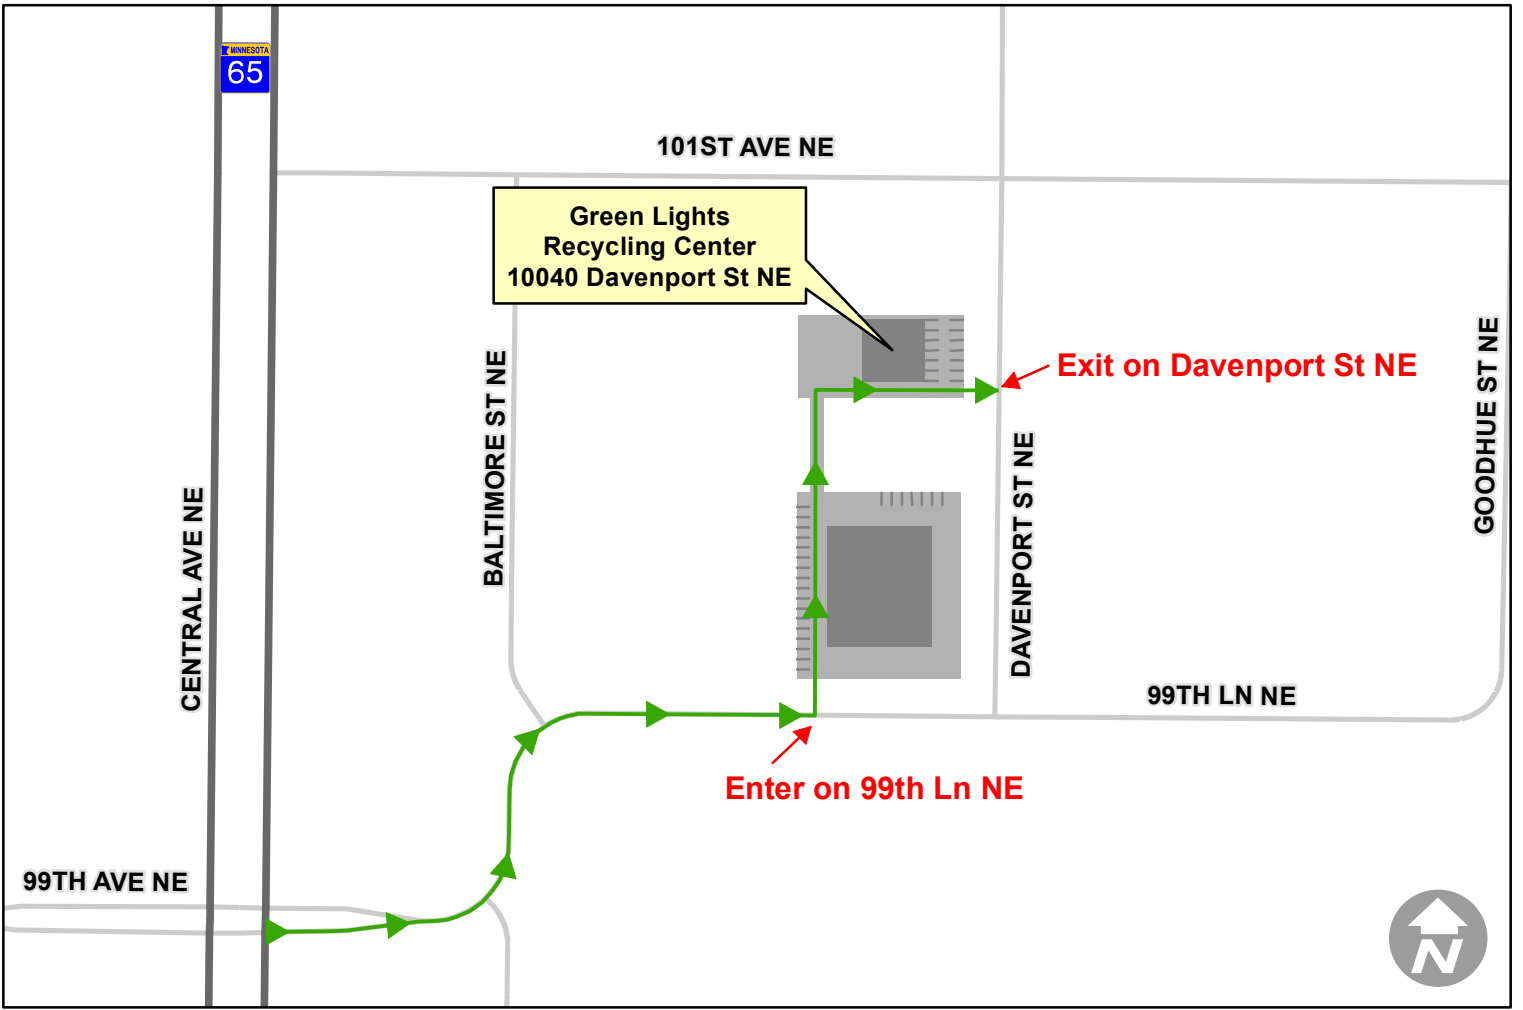 MINNESOTA
65
101ST AVE NE
Green Lights
Recycling Center
10040 Davenport St NE
Exit on Davenport St NE
BALTIMORE ST NE
GOODHUE ST NE
CENTRAL AVE NE
DAVENPORT ST NE
99TH LN NE
Enter on 99th Ln NE
99TH AVE NE
N